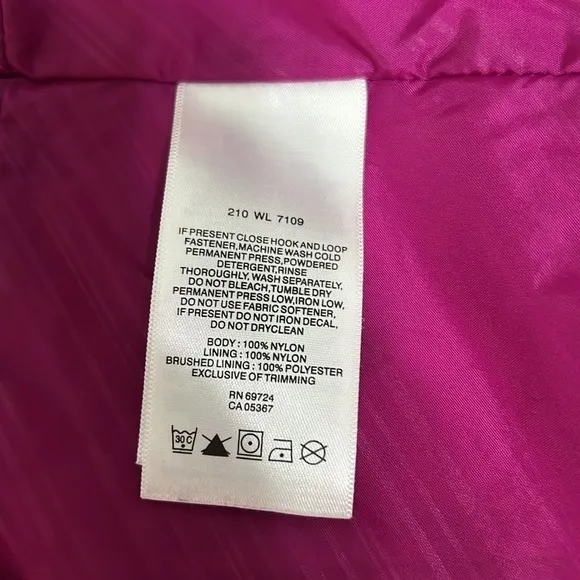 210 WL 7109
IF PRESENT CLOSE HOOK AND LOOP
FASTENER,MACHINE WASH COLD
PERMANENT PRESS,POWDERED
DETERGENT,RINSE
THOROUGHLY, WASH SEPARATELY.
DO NOT BLEACH,TUMBLE DRY
PERMANENT PRESS LOW,IRON LOW,
DO NOT USE FABRIC SOFTENER,
IF PRESENT DO NOT IRON DECAL,
DO NOT DRYCLEAN
BODY : 100% NYLON
LINING : 100% NYLON
BRUSHED LINING : 100% POLYESTER
EXCLUSIVE OF TRIMMING
RN 69724
CA 05367
30 C